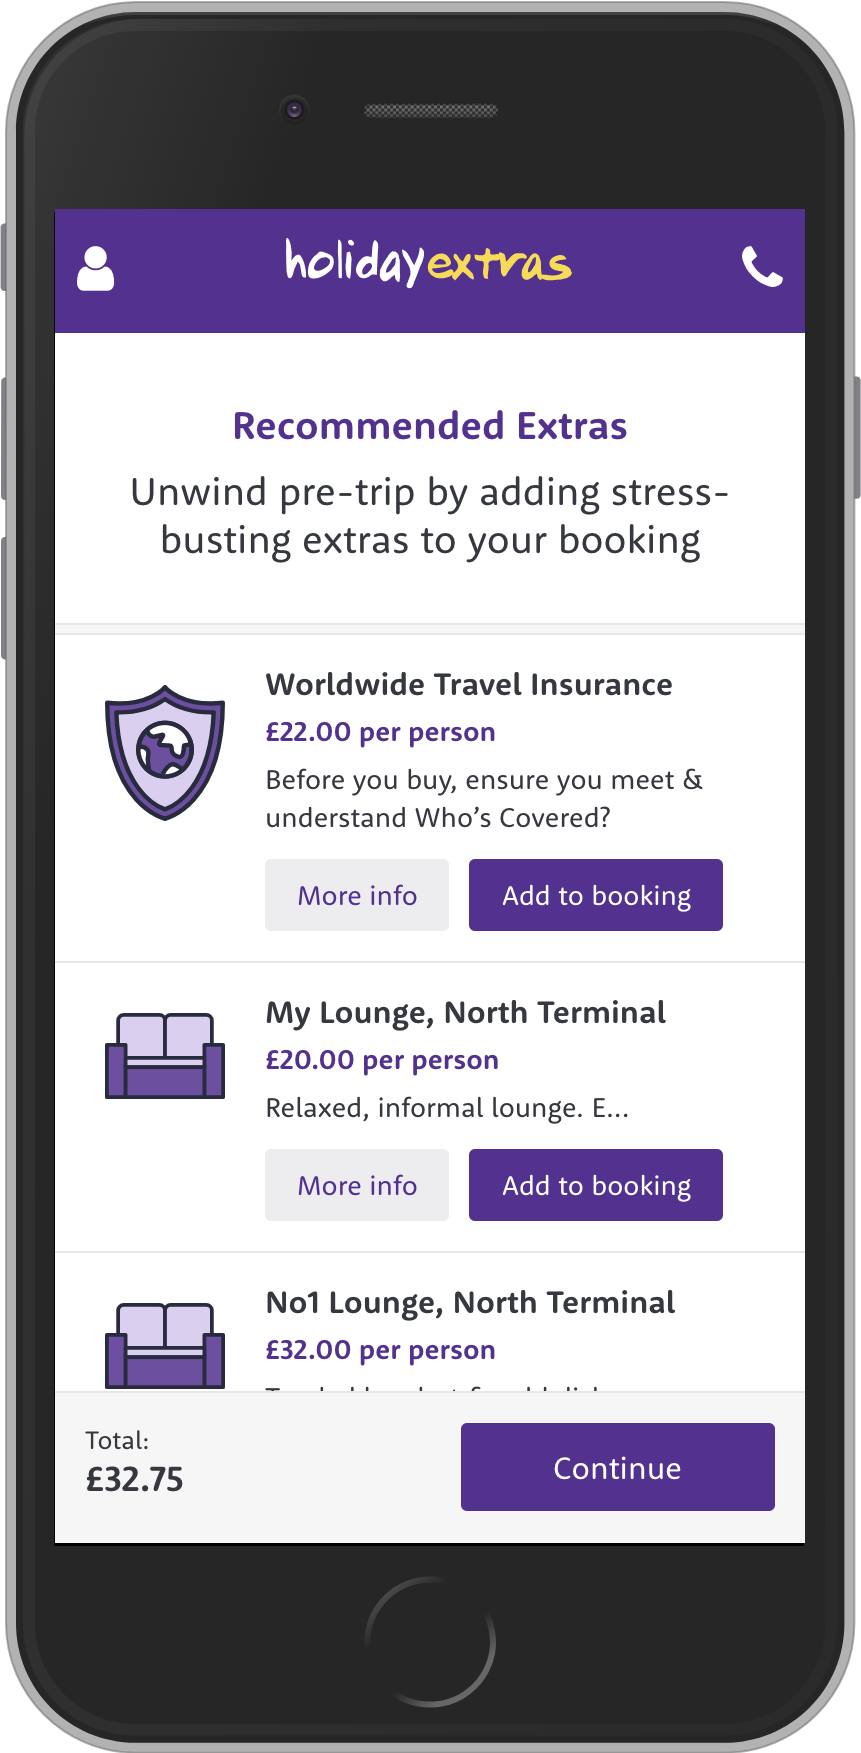 holidayextras
Recommended Extras
Unwind pre-trip by adding stress-
busting extras to your booking
Worldwide Travel Insurance
£22.00 per person
Before you buy, ensure you meet &
understand Who’s Covered?
More info
Add to booking
My Lounge, North Terminal
£20.00 per person
Relaxed, informal lounge. E...
More info
Add to booking
No1 Lounge, North Terminal
£32.00 per person
Total:
£32.75
Continue